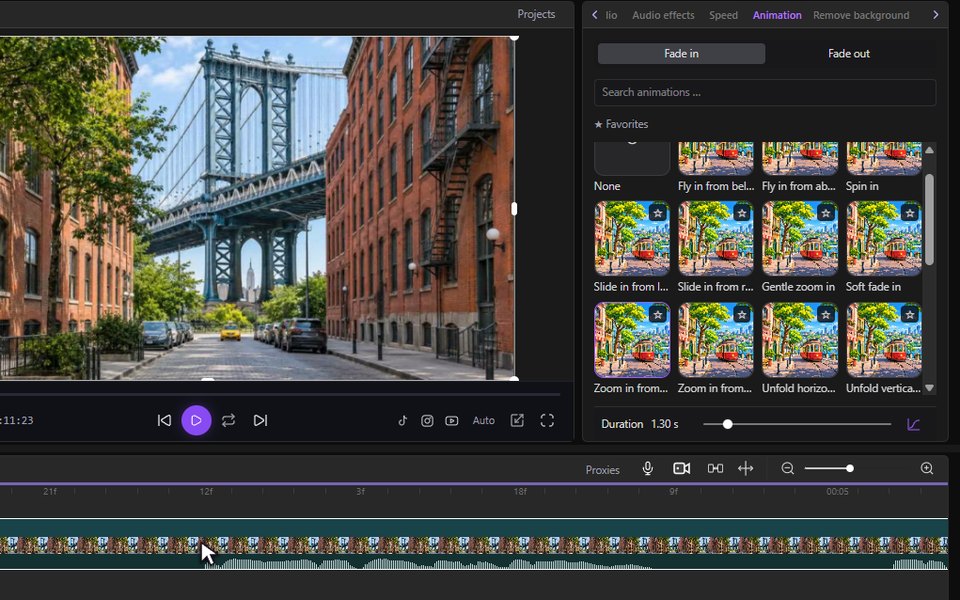 Projects
lio
Audio effects
Speed
Animation
Remove background
Fade in
Fade out
Search animations ...
★ Favorites
None
Fly in from bel...
Fly in from ab...
Spin in
Slide in from l...
Slide in from r...
Gentle zoom in
Soft fade in
Zoom in from...
Zoom in from...
Unfold horizo...
Unfold vertica...
:11:23
Auto
Duration 1.30 s
Proxies
21f
12f
3f
18f
9f
00:05